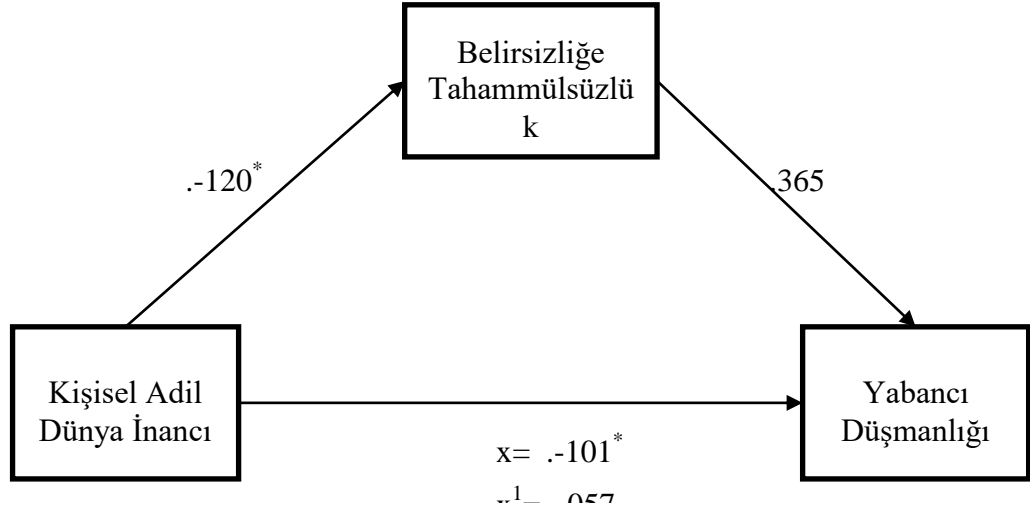 Belirsizliğe
Tahammülsüzlü
k
.-120*
.365
Kişisel Adil
Dünya İnancı
Yabancı
Düşmanlığı
x= .-101*